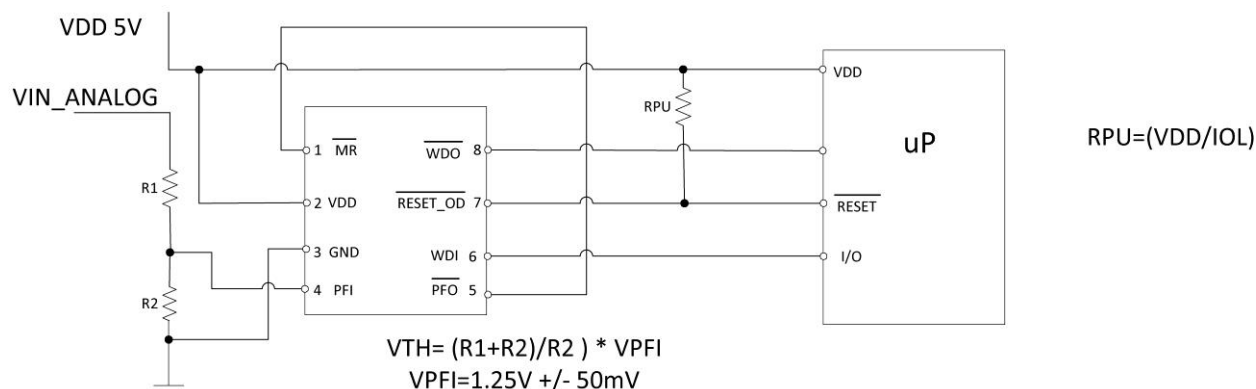 VDD 5V
VIN_ANALOG
R1
R2
1 MR
2 VDD
3 GND
4 PFI
WDO 8
RESET_OD 7
WDI 6
PFO 5
RPU
VDD
uP
RESET
I/O
RPU=(VDD/IOL)
VTH= (R1+R2)/R2 ) * VPFI
VPFI=1.25V +/- 50mV